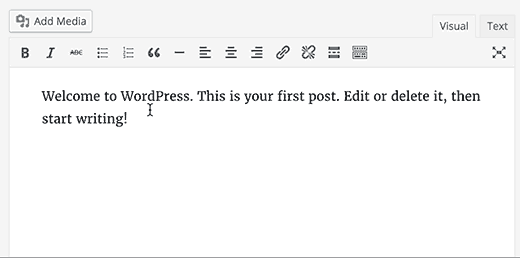 Add Media
Visual Text
B I ABC
Welcome to WordPress. This is your first post. Edit or delete it, then
start writing!